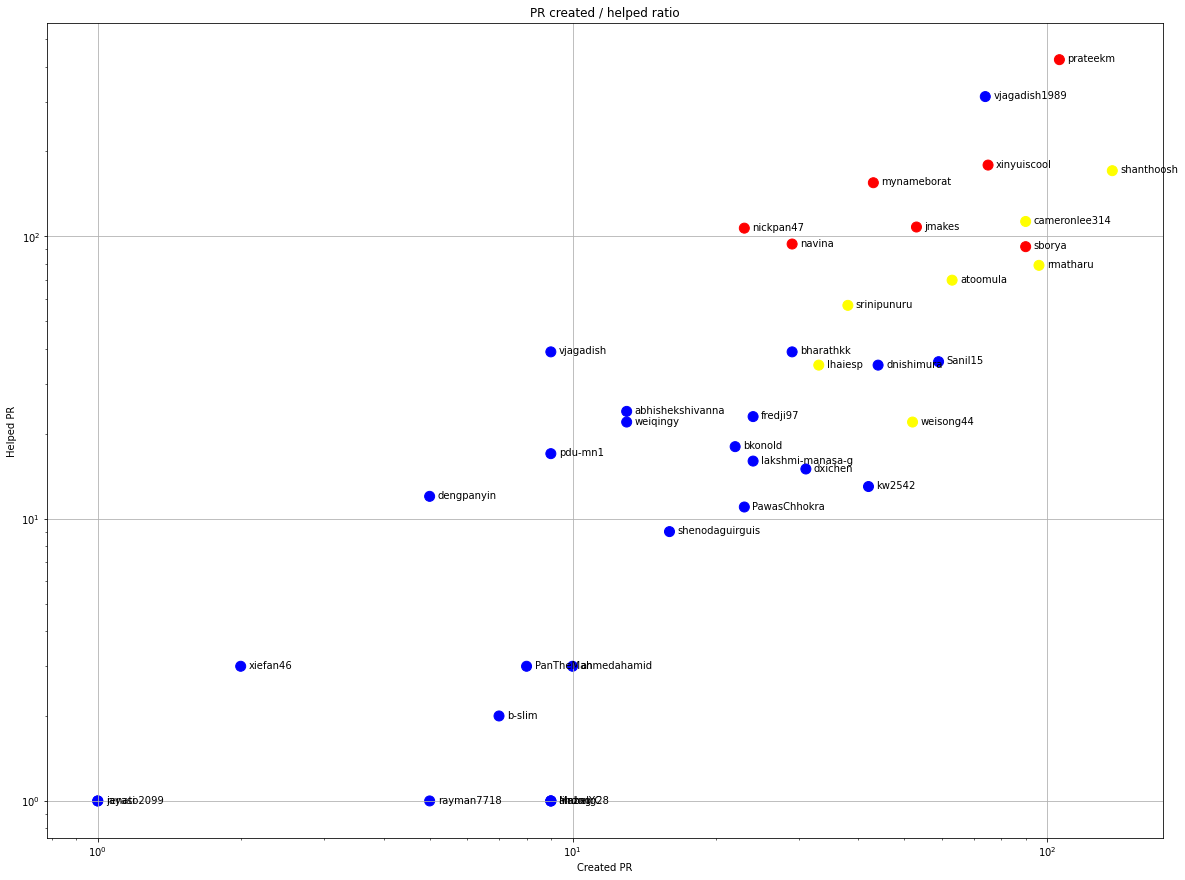 PR created / helped ratio
prateekm
vjagadish1989
xinyuiscool
shanthoosh
mynameborat
cameronlee314
nickpan47
jmakes
navina
sborya
rmatharu
atoomula
srinipunuru
vjagadish
bharathkk
Sanil15
lhaiesp
dnishimura
abhishekshivanna
fredji97
weiqingy
weisong44
bkonold
pdu-mn1
lakshmi-manasa-g
dxichen
kw2542
dengpanyin
PawasChhokra
shenodaguirguis
xiefan46
PanTheMan
ahmedahamid
b-slim
rayman7718
10²
10¹
10⁰
Helped PR
10⁰
10¹
10²
Created PR